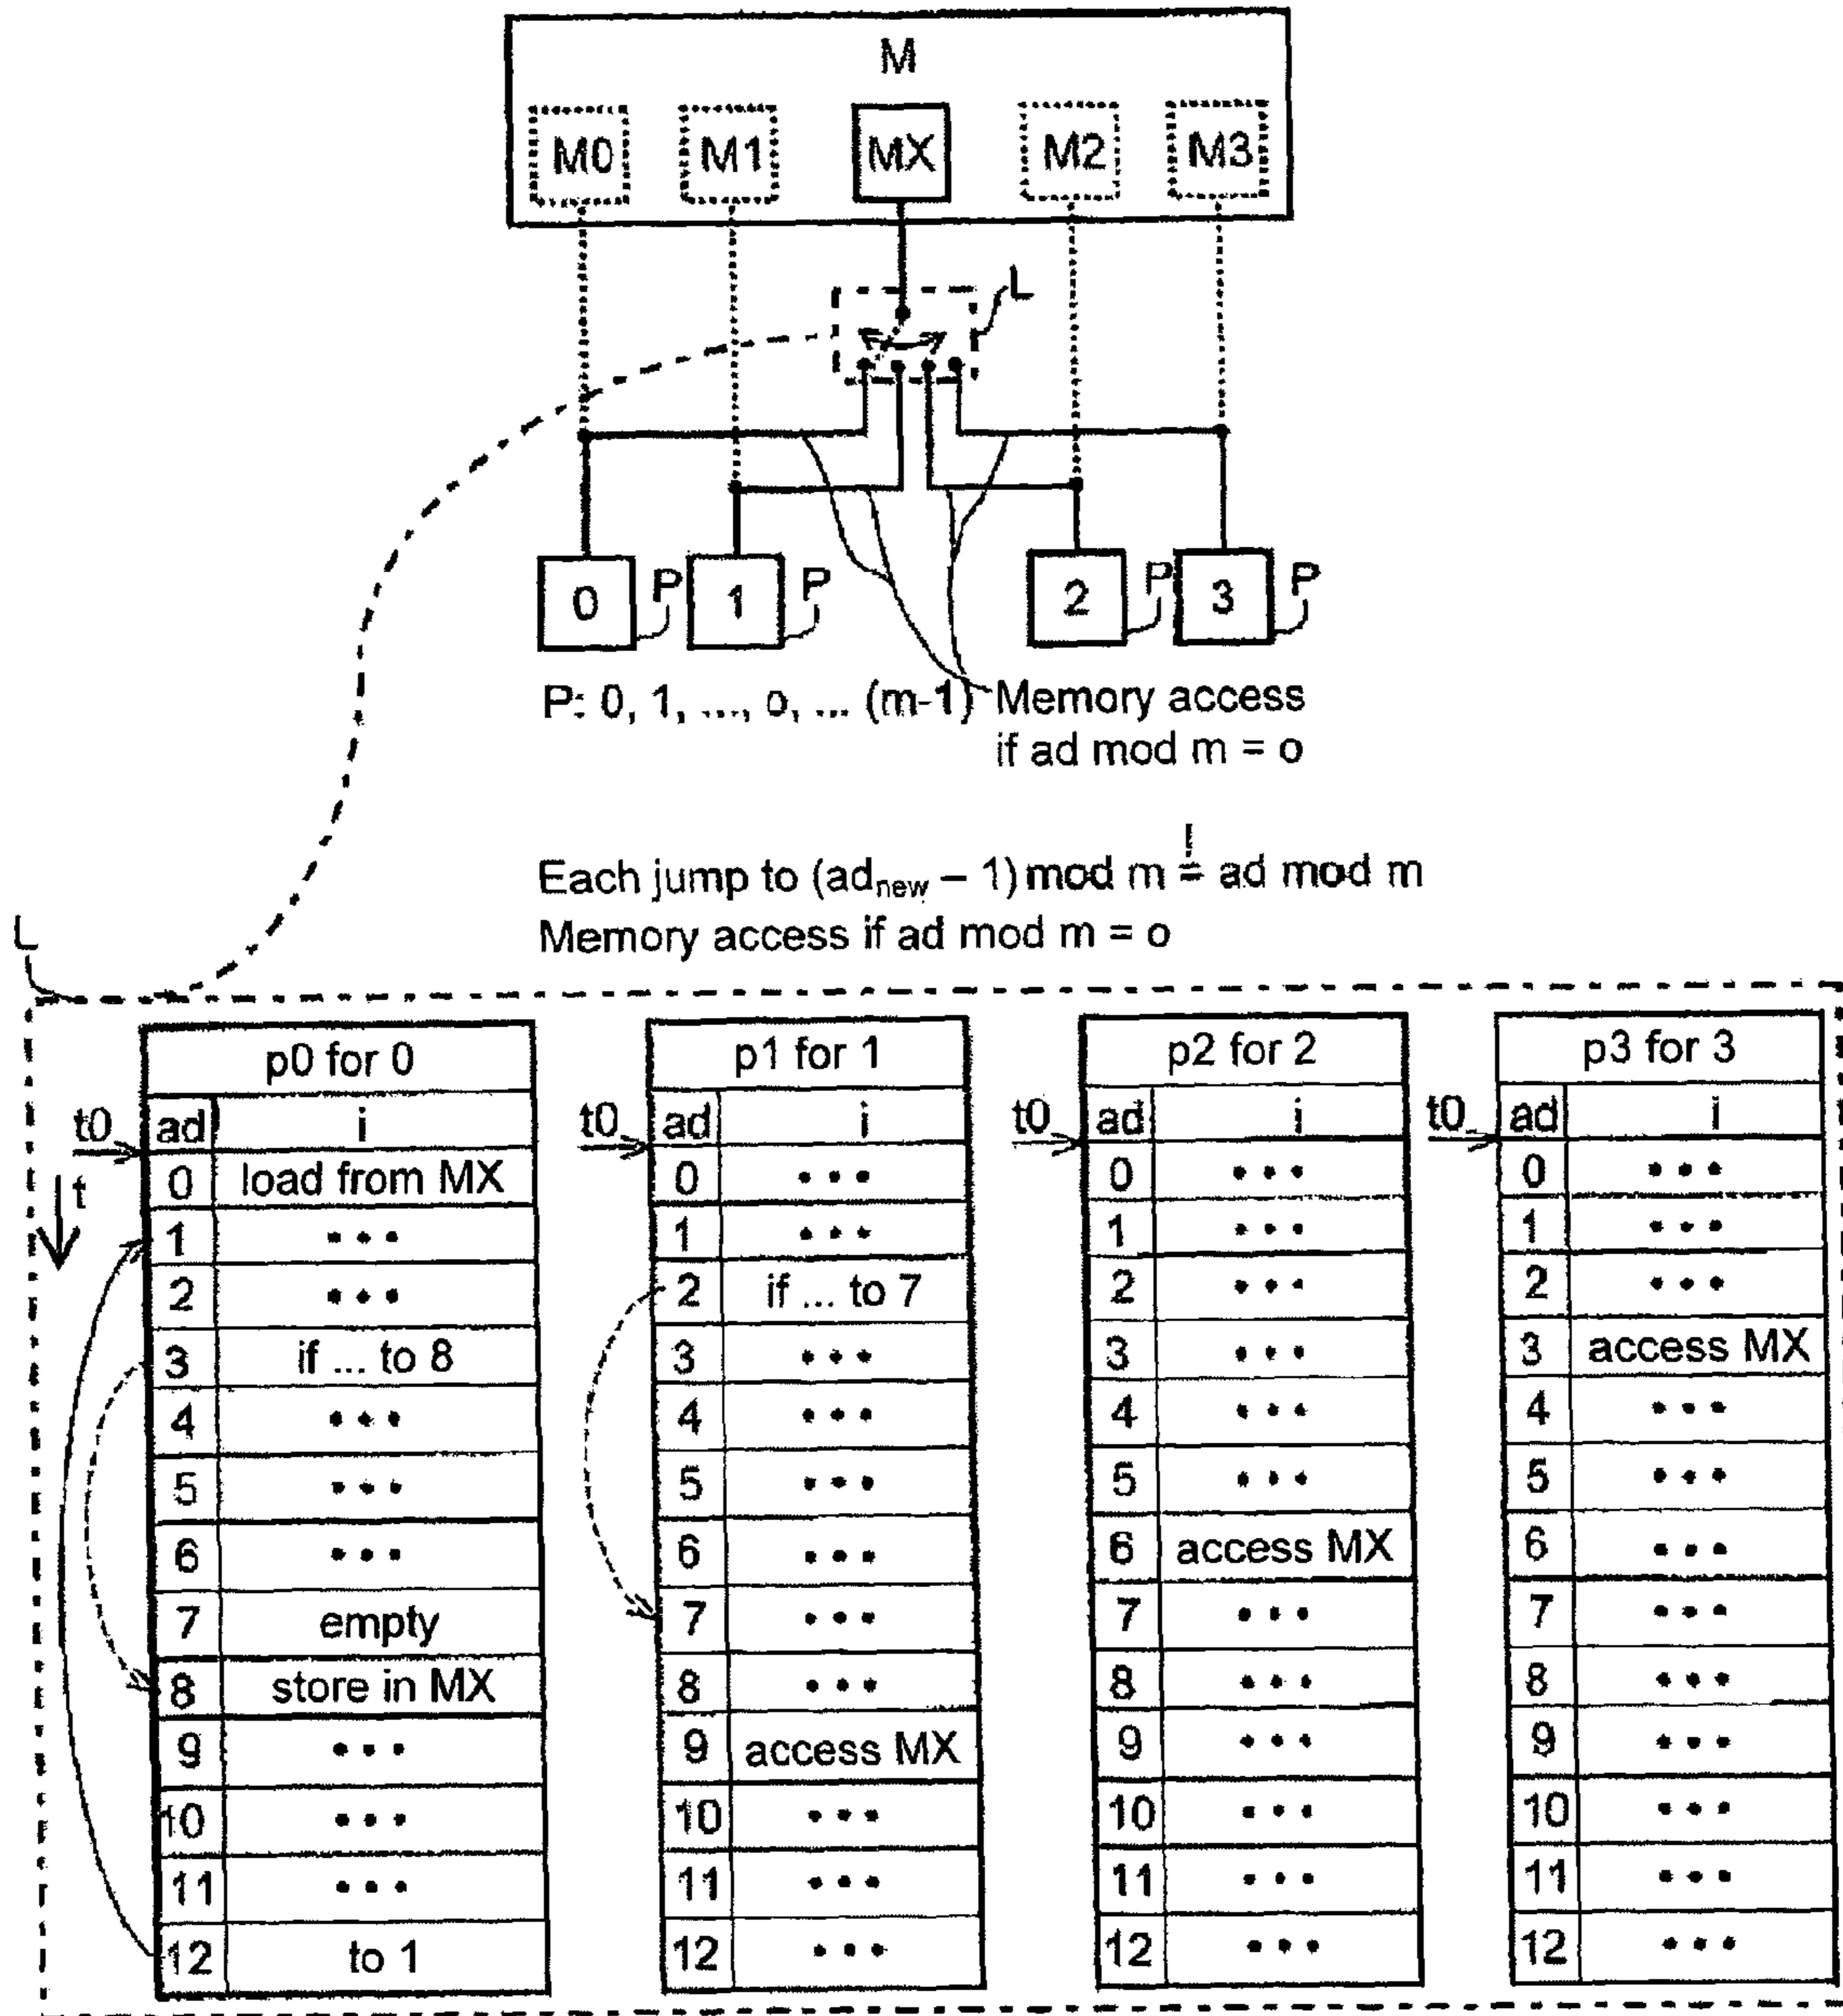 M
M0 M1 MX M2 M3
L
0 P 1 P 2 P 3 P
P: 0, 1, ..., o, ... (m-1) Memory access
if ad mod m = o
Each jump to (ad_new – 1) mod m =! ad mod m
Memory access if ad mod m = o
L
p0 for 0 p1 for 1 p2 for 2 p3 for 3
t0 ad i t0 ad i t0 ad i t0 ad i
t 0 load from MX 0 • • • 0 • • • 0 • • •
1 • • • 1 • • • 1 • • • 1 • • •
2 • • • 2 if ... to 7 2 • • • 2 • • •
3 if ... to 8 3 • • • 3 • • • 3 access MX
4 • • • 4 • • • 4 • • • 4 • • •
5 • • • 5 • • • 5 • • • 5 • • •
6 • • • 6 • • • 6 access MX 6 • • •
7 empty 7 • • • 7 • • • 7 • • •
8 store in MX 8 • • • 8 • • • 8 • • •
9 • • • 9 access MX 9 • • • 9 • • •
10 • • • 10 • • • 10 • • • 10 • • •
11 • • • 11 • • • 11 • • • 11 • • •
12 to 1 12 • • • 12 • • • 12 • • •